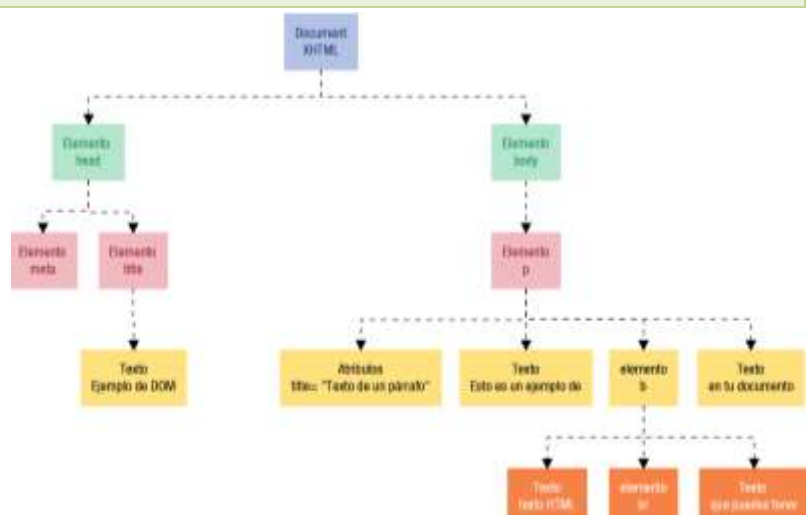 Document
XHTML
Elemento
head
Elemento
body
Elemento
meta
Elemento
title
Elemento
p
Texto
Ejemplo de DOM
Atributos
title= "Texto de un párrafo"
Texto
Esto es un ejemplo de
elemento
b
Texto
en tu documento
Texto
texto HTML
elemento
Texto
que puedes tener